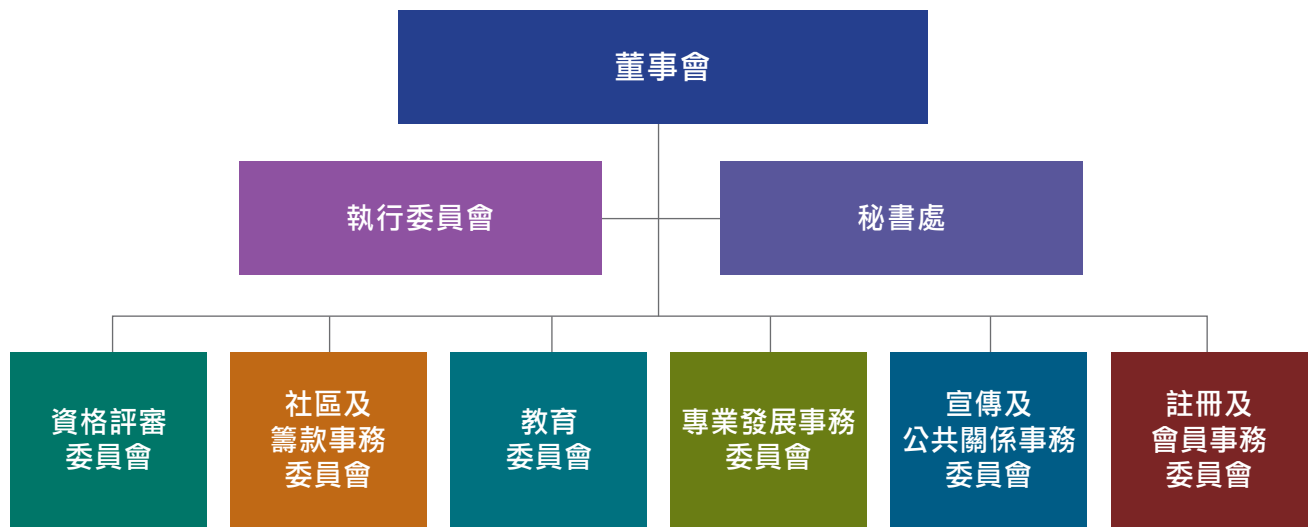 董事會
執行委員會
秘書處
資格評審
委員會
社區及
籌款事務
委員會
教育
委員會
專業發展事務
委員會
宣傳及
公共關係事務
委員會
註冊及
會員事務
委員會